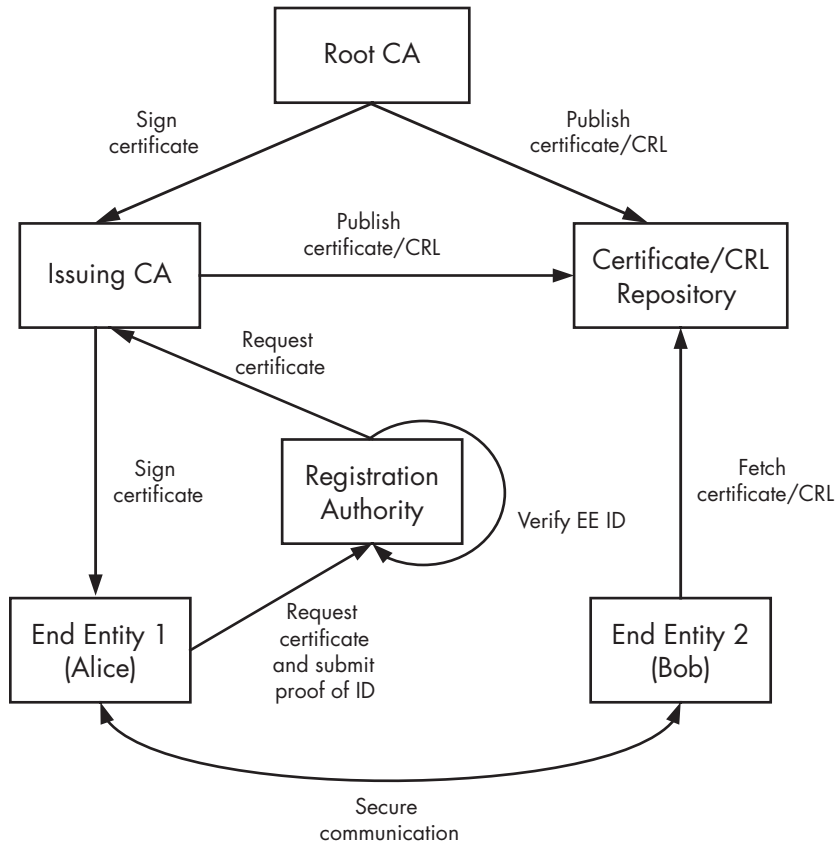 Root CA
Sign
certificate
Publish
certificate/CRL
Publish
certificate/CRL
Issuing CA
Certificate/CRL
Repository
Request
certificate
Registration
Authority
Sign
certificate
Fetch
certificate/CRL
Verify EE ID
End Entity 1
(Alice)
Request
certificate
and submit
proof of ID
End Entity 2
(Bob)
Secure
communication